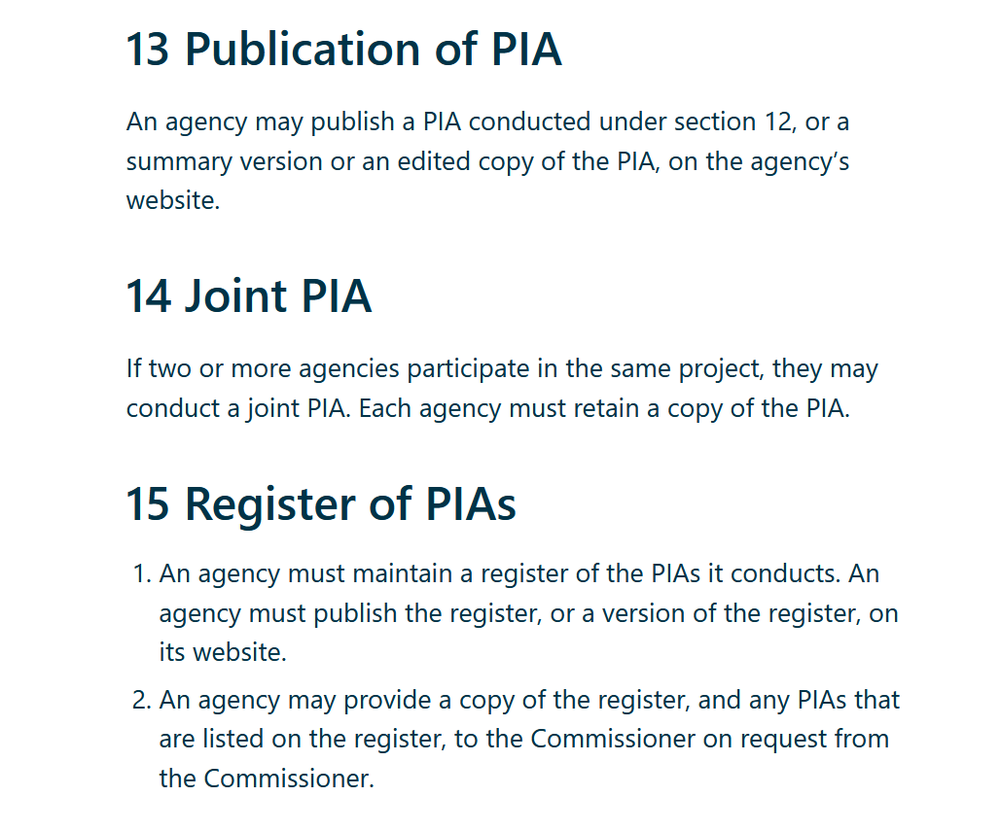 13 Publication of PIA
An agency may publish a PIA conducted under section 12, or a
summary version or an edited copy of the PIA, on the agency’s
website.
14 Joint PIA
If two or more agencies participate in the same project, they may
conduct a joint PIA. Each agency must retain a copy of the PIA.
15 Register of PIAs
1. An agency must maintain a register of the PIAs it conducts. An
agency must publish the register, or a version of the register, on
its website.
2. An agency may provide a copy of the register, and any PIAs that
are listed on the register, to the Commissioner on request from
the Commissioner.